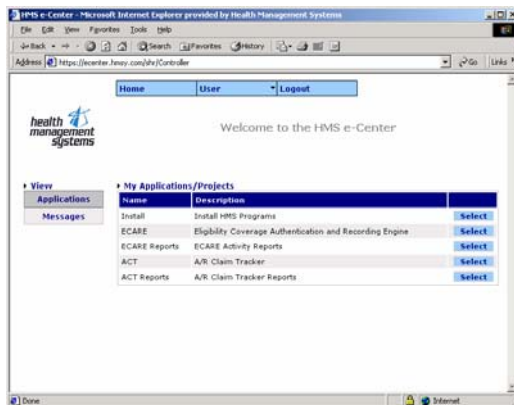 HMS e-Center - Microsoft Internet Explorer provided by Health Management Systems
File Edit View Favorites Tools Help
Back Search Favorites History
Address https://ecenter.hmsy.com/shr/Controller Go Links
Home User Logout
health
management
systems
Welcome to the HMS e-Center
View
Applications
Messages
My Applications/Projects
Name Description
Install Install HMS Programs Select
ECARE Eligibility Coverage Authentication and Recording Engine Select
ECARE Reports ECARE Activity Reports Select
ACT A/R Claim Tracker Select
ACT Reports A/R Claim Tracker Reports Select
Done Internet